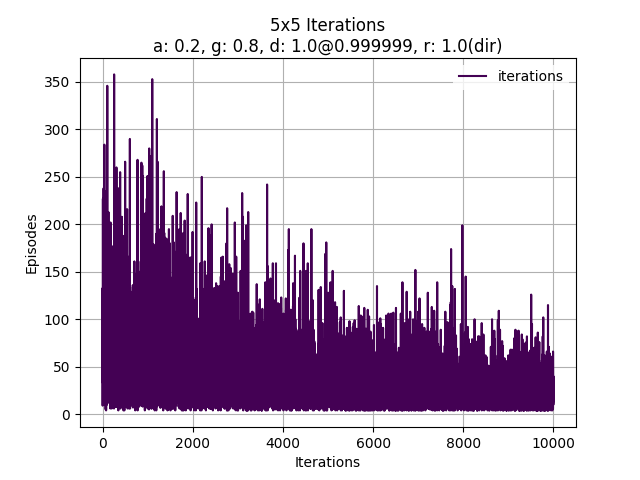 5x5 Iterations
a: 0.2, g: 0.8, d: 1.0@0.999999, r: 1.0(dir)
iterations
350
300
250
200
150
100
50
0
Episodes
0 2000 4000 6000 8000 10000
Iterations